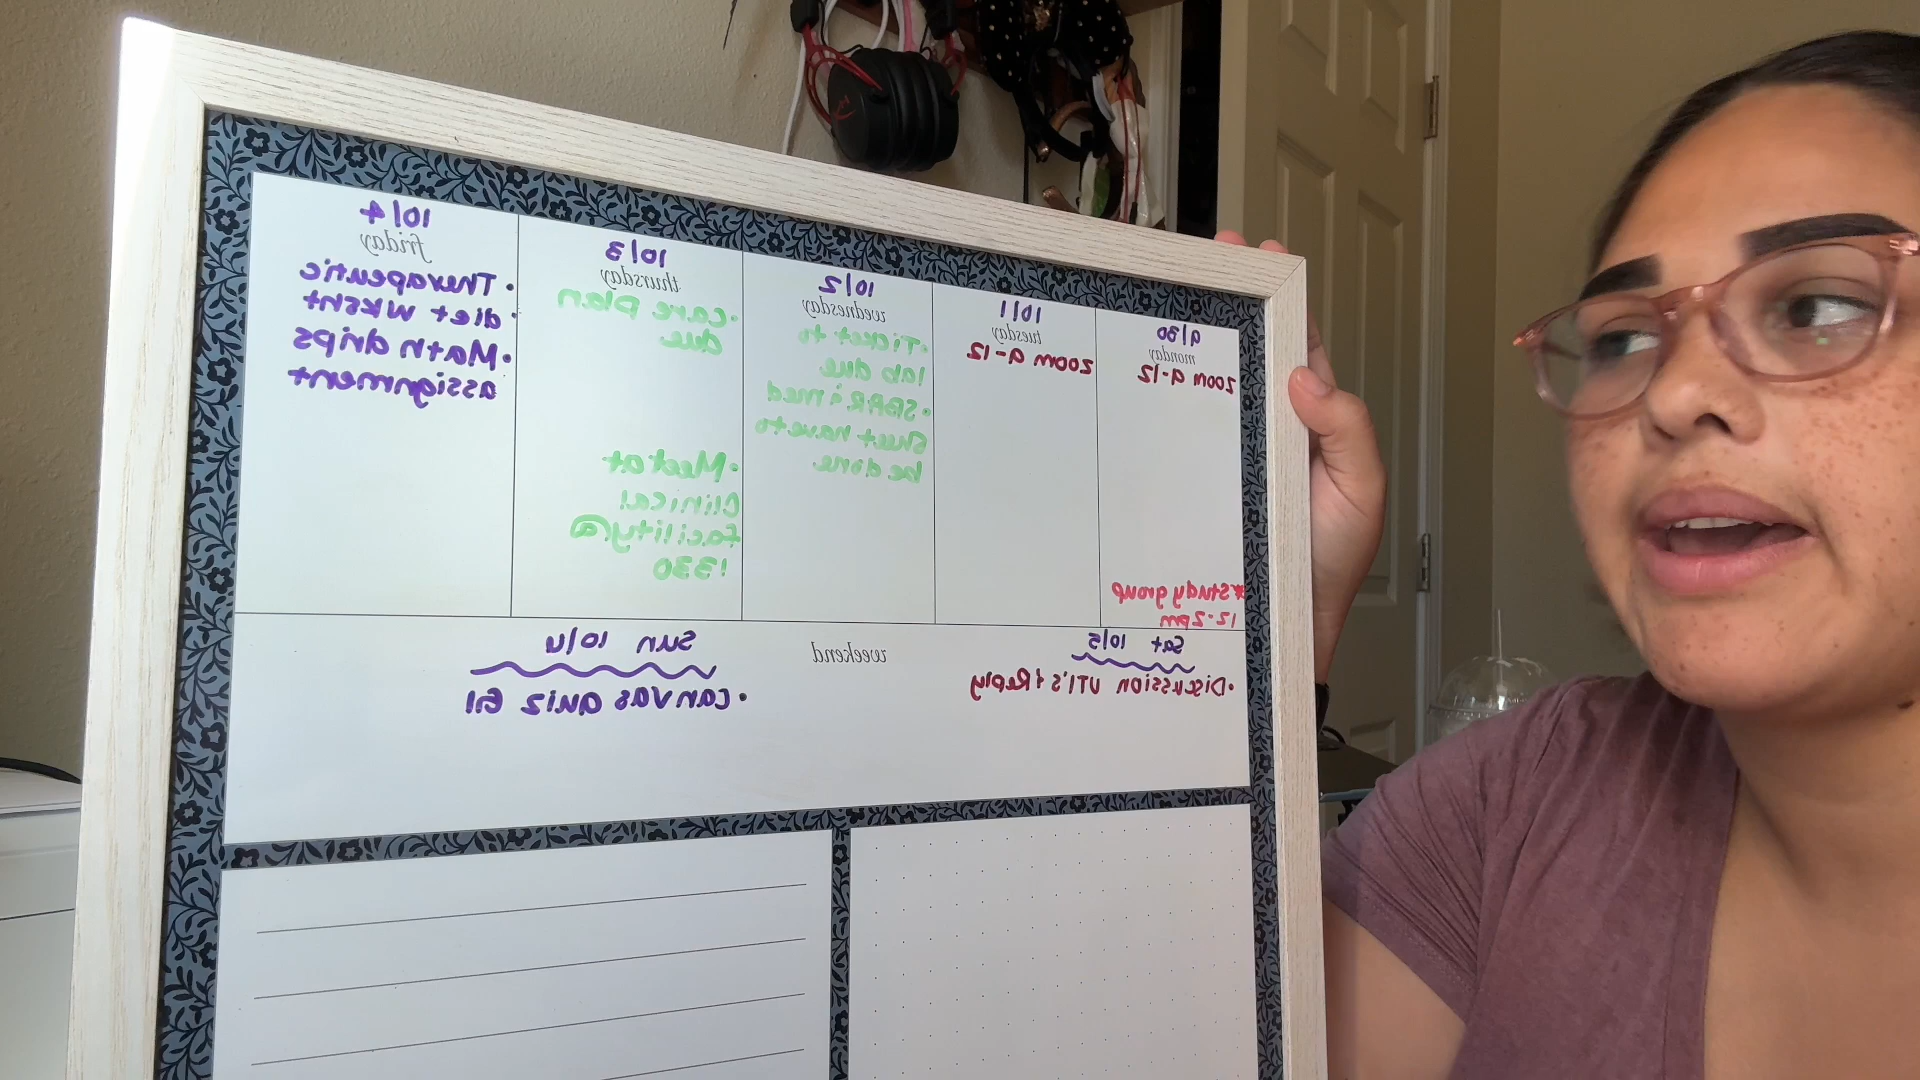 9/30
monday
zoom 9-12
*Study group
12-2pm
10/1
tuesday
zoom 9-12
10/2
wednesday
• Ticket to
lab due
• SBAR & med
Sheet have to
be done.
10/3
thursday
• Care plan
due
• Meet at
Clinical
facility @
1330
10/4
friday
• Therapeutic
• diet wksht
• Math drips
assignment
weekend
Sat 10/5
• Discussion UTI's & Reply
Sun 10/6
• Canvas quiz GI